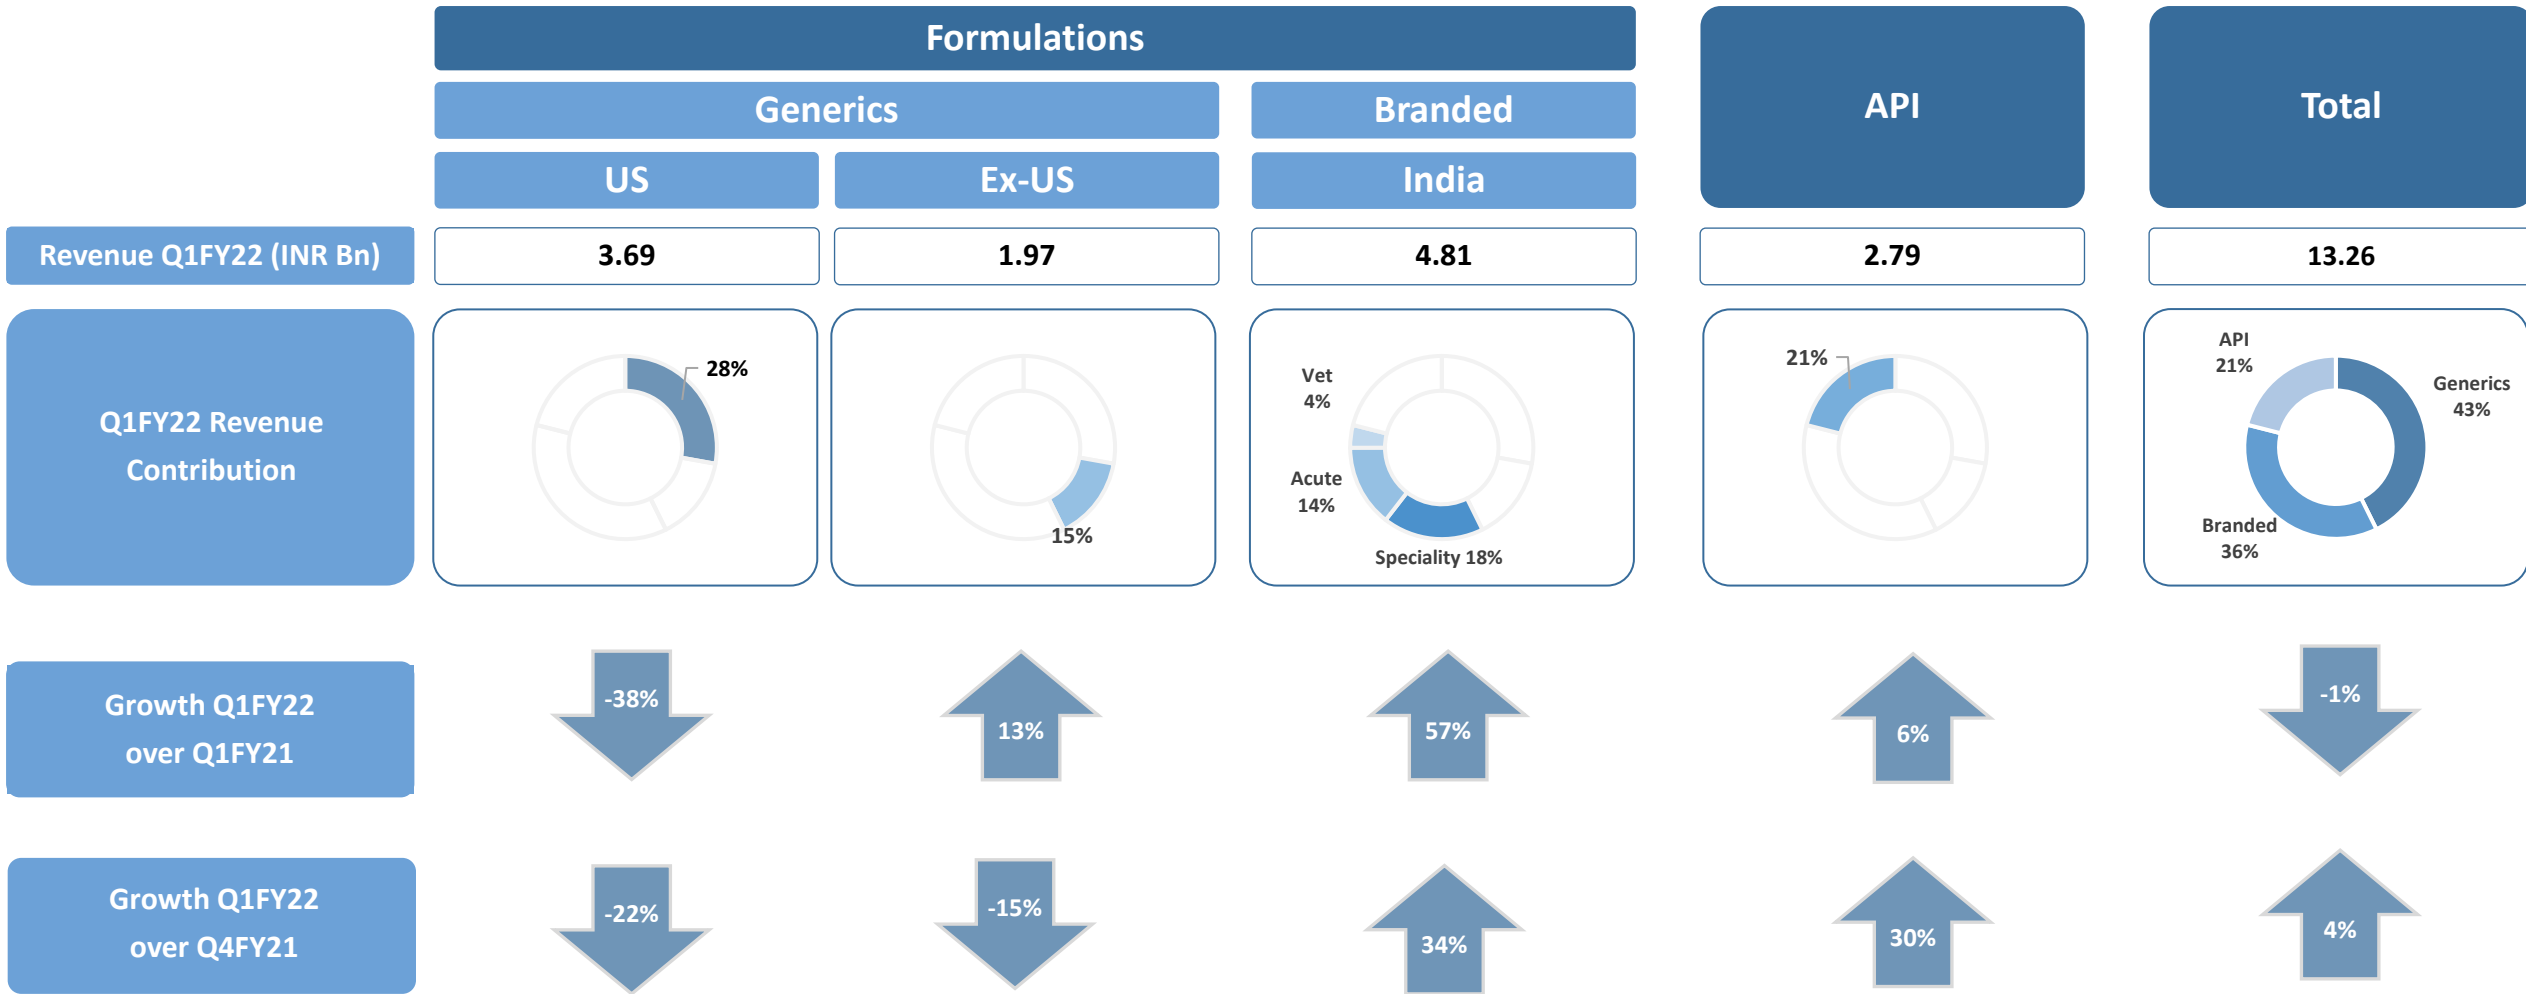 Formulations
Generics
Branded
API
Total
US
Ex-US
India
Revenue Q1FY22 (INR Bn)
3.69
1.97
4.81
2.79
13.26
Q1FY22 Revenue
Contribution
28%
15%
Vet
4%
Acute
14%
Speciality 18%
21%
API
21%
Generics
43%
Branded
36%
Growth Q1FY22
over Q1FY21
-38%
13%
57%
6%
-1%
Growth Q1FY22
over Q4FY21
-22%
-15%
34%
30%
4%